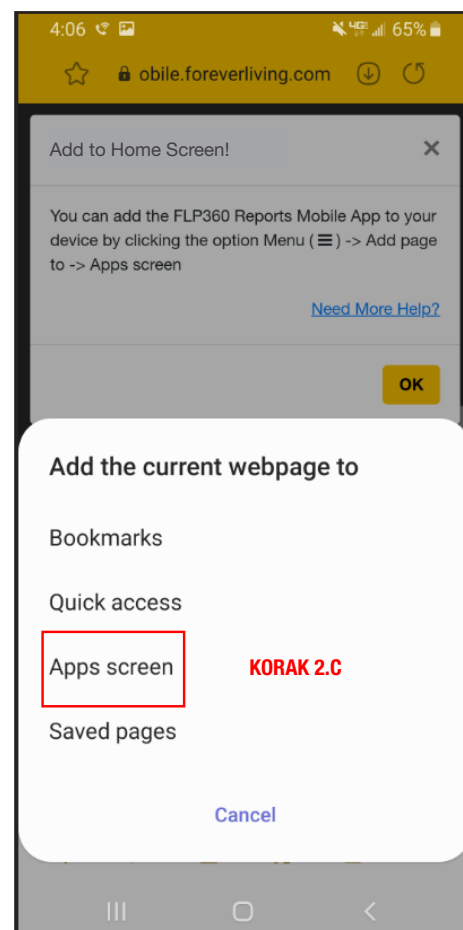 4:06 65%
obile.foreverliving.com
Add to Home Screen! ×
You can add the FLP360 Reports Mobile App to your
device by clicking the option Menu (☰) -> Add page
to -> Apps screen
Need More Help?
OK
Add the current webpage to
Bookmarks
Quick access
Apps screen KORAK 2.C
Saved pages
Cancel